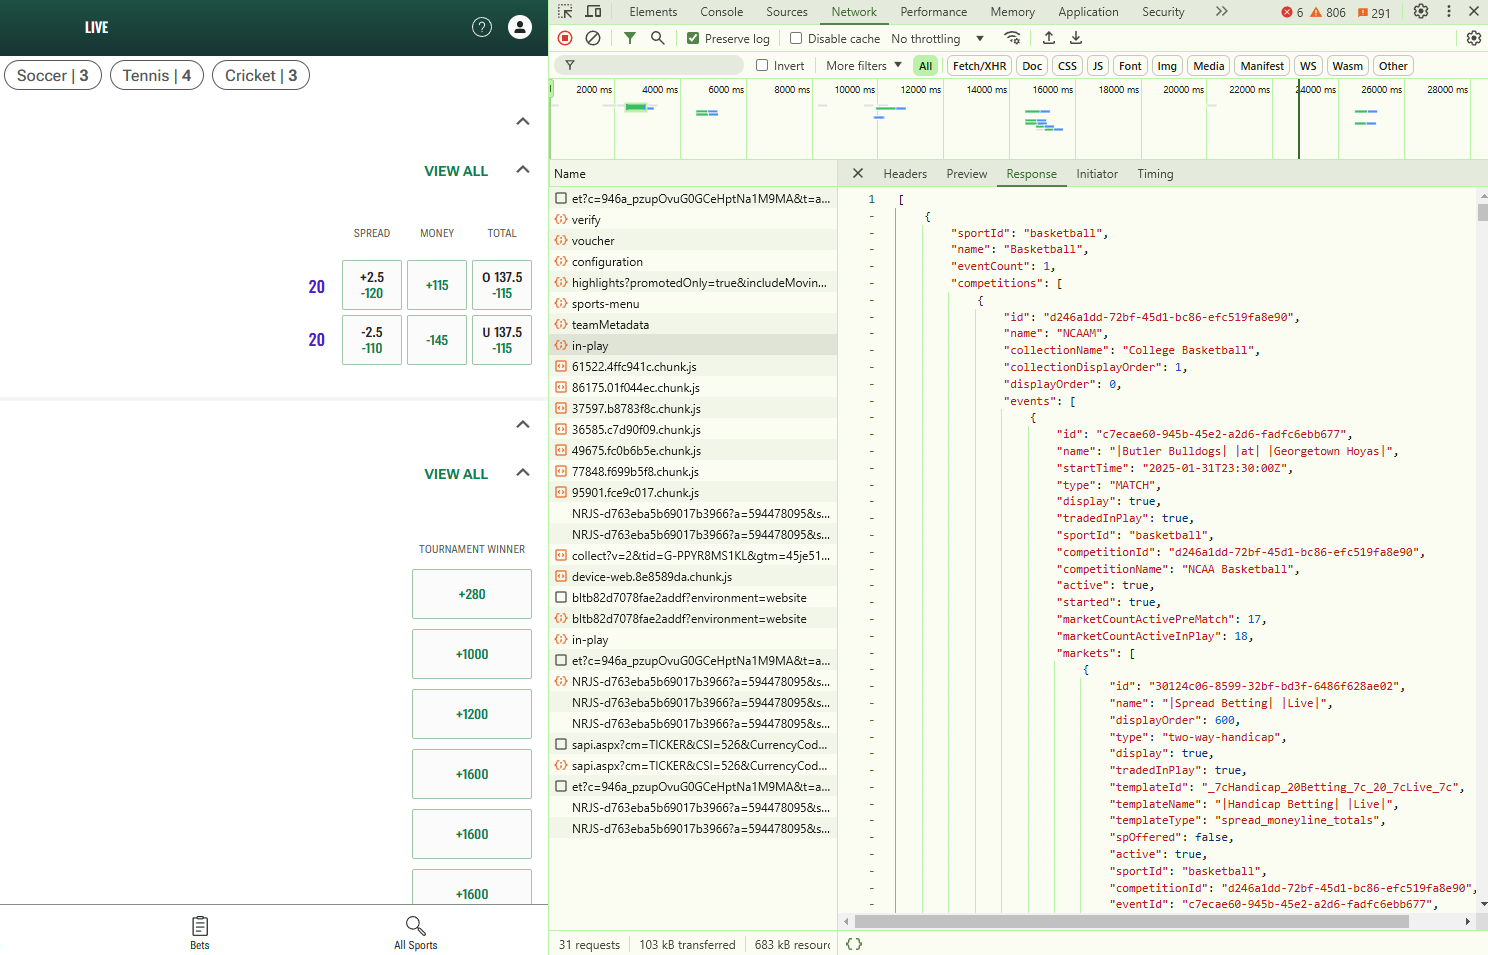 LIVE
?
Soccer | 3
Tennis | 4
Cricket | 3
VIEW ALL
SPREAD
MONEY
TOTAL
20
+2.5
-120
+115
O 137.5
-115
20
-2.5
-110
-145
U 137.5
-115
VIEW ALL
TOURNAMENT WINNER
+280
+1000
+1200
+1600
+1600
+1600
Bets
All Sports
Elements
Console
Sources
Network
Performance
Memory
Application
Security
6
806
291
Preserve log
Disable cache
No throttling
Invert
More filters
All
Fetch/XHR
Doc
CSS
JS
Font
Img
Media
Manifest
WS
Wasm
Other
2000 ms
4000 ms
6000 ms
8000 ms
10000 ms
12000 ms
14000 ms
16000 ms
18000 ms
20000 ms
22000 ms
24000 ms
26000 ms
28000 ms
Name
et?c=946a_pzupOvuG0GCeHptNa1M9MA&t=a...
verify
voucher
configuration
highlights?promotedOnly=true&includeMovin...
sports-menu
teamMetadata
in-play
61522.4ffc941c.chunk.js
86175.01f044ec.chunk.js
37597.b8783f8c.chunk.js
36585.c7d90f09.chunk.js
49675.fc0b6b5e.chunk.js
77848.f699b5f8.chunk.js
95901.fce9c017.chunk.js
NRJS-d763eba5b69017b3966?a=594478095&s...
NRJS-d763eba5b69017b3966?a=594478095&s...
collect?v=2&tid=G-PPYR8MS1KL&gtm=45je51...
device-web.8e8589da.chunk.js
bltb82d7078fae2addf?environment=website
bltb82d7078fae2addf?environment=website
in-play
et?c=946a_pzupOvuG0GCeHptNa1M9MA&t=a...
NRJS-d763eba5b69017b3966?a=594478095&s...
NRJS-d763eba5b69017b3966?a=594478095&s...
NRJS-d763eba5b69017b3966?a=594478095&s...
sapi.aspx?cm=TICKER&CSI=526&CurrencyCod...
sapi.aspx?cm=TICKER&CSI=526&CurrencyCod...
et?c=946a_pzupOvuG0GCeHptNa1M9MA&t=a...
NRJS-d763eba5b69017b3966?a=594478095&s...
NRJS-d763eba5b69017b3966?a=594478095&s...
31 requests
103 kB transferred
683 kB resourc
Headers
Preview
Response
Initiator
Timing
1 [
- {
- "sportId": "basketball",
- "name": "Basketball",
- "eventCount": 1,
- "competitions": [
- {
- "id": "d246a1dd-72bf-45d1-bc86-efc519fa8e90",
- "name": "NCAAM",
- "collectionName": "College Basketball",
- "collectionDisplayOrder": 1,
- "displayOrder": 0,
- "events": [
- {
- "id": "c7ecae60-945b-45e2-a2d6-fadfc6ebb677",
- "name": "|Butler Bulldogs| |at| |Georgetown Hoyas|",
- "startTime": "2025-01-31T23:30:00Z",
- "type": "MATCH",
- "display": true,
- "tradedInPlay": true,
- "sportId": "basketball",
- "competitionId": "d246a1dd-72bf-45d1-bc86-efc519fa8e90",
- "competitionName": "NCAA Basketball",
- "active": true,
- "started": true,
- "marketCountActivePreMatch": 17,
- "marketCountActiveInPlay": 18,
- "markets": [
- {
- "id": "30124c06-8599-32bf-bd3f-6486f628ae02",
- "name": "|Spread Betting| |Live|",
- "displayOrder": 600,
- "type": "two-way-handicap",
- "display": true,
- "tradedInPlay": true,
- "templateId": "_7cHandicap_20Betting_7c_20_7cLive_7c",
- "templateName": "|Handicap Betting| |Live|",
- "templateType": "spread_moneyline_totals",
- "spOffered": false,
- "active": true,
- "sportId": "basketball",
- "competitionId": "d246a1dd-72bf-45d1-bc86-efc519fa8e90",
- "eventId": "c7ecae60-945b-45e2-a2d6-fadfc6ebb677",
{}